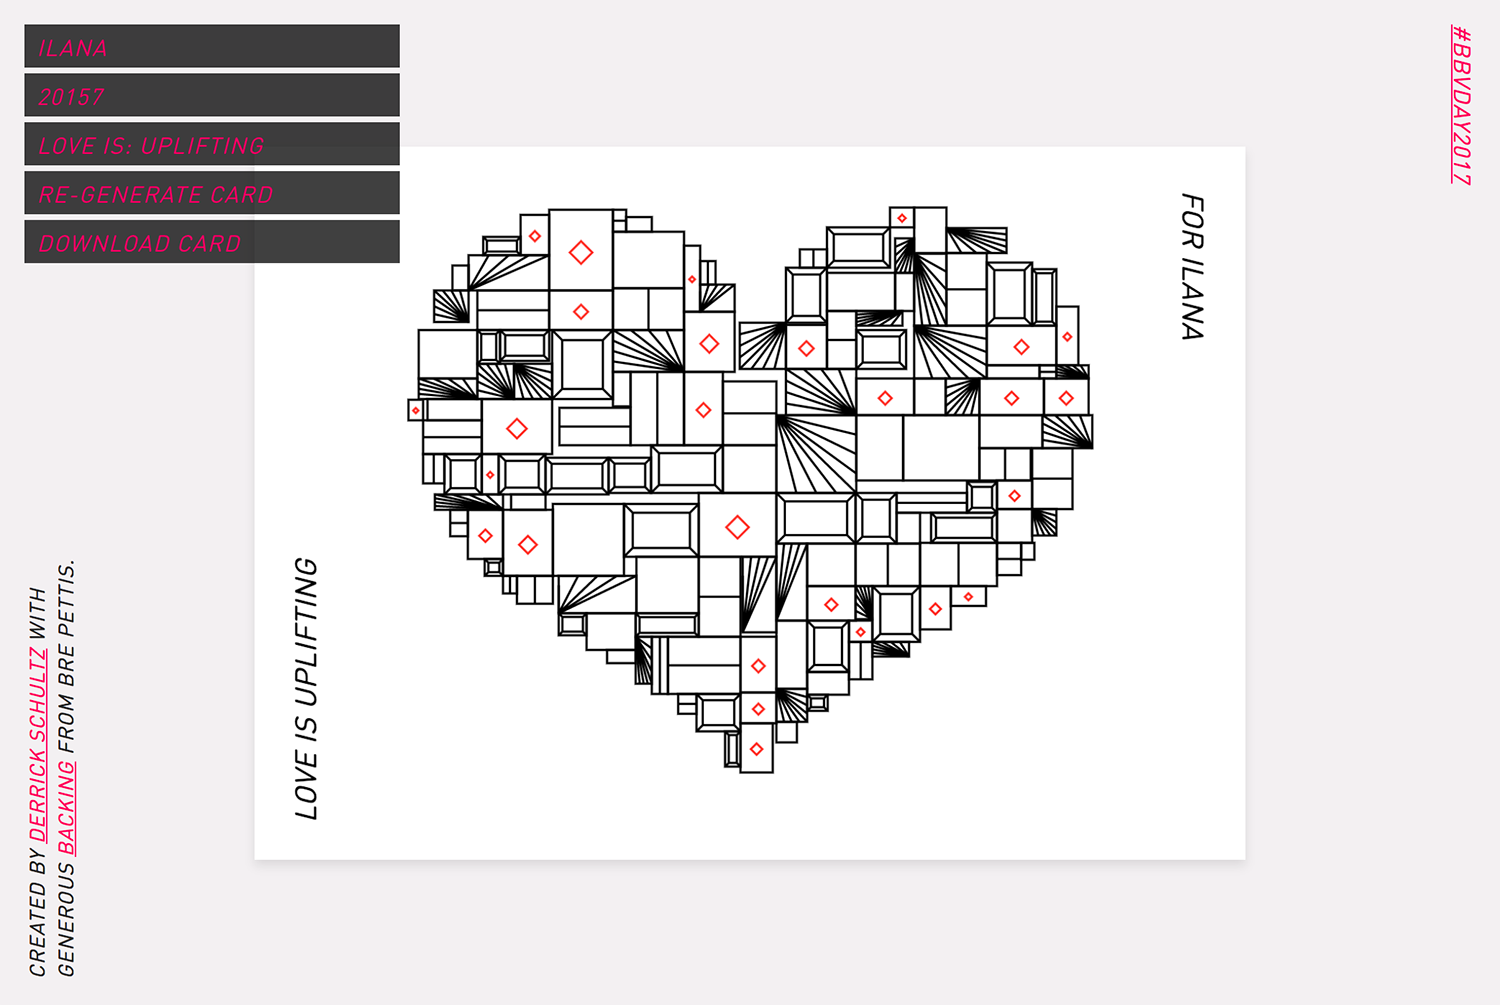 ILANA
20157
LOVE IS: UPLIFTING
RE-GENERATE CARD
DOWNLOAD CARD
#BBVDAY2017
FOR ILANA
LOVE IS UPLIFTING
CREATED BY DERRICK SCHULTZ WITH
GENEROUS BACKING FROM BRE PETTIS.